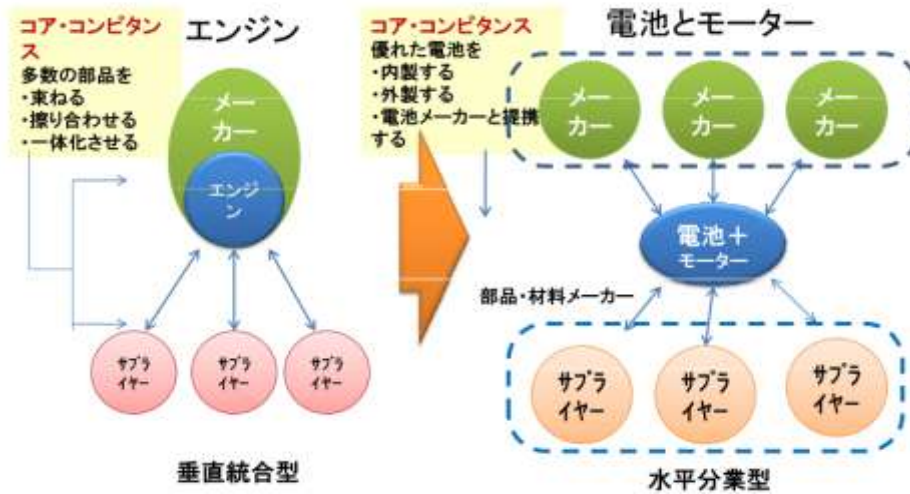 コア・コンピタン
ス
多数の部品を
・束ねる
・擦り合わせる
・一体化させる
エンジン
メー
カー
エンジ
ン
サプラ
イヤー
サプラ
イヤー
サプラ
イヤー
垂直統合型
コア・コンピタンス
優れた電池を
・内製する
・外製する
・電池メーカーと提携
する
電池とモーター
メー
カー
メー
カー
メー
カー
電池＋
モーター
部品・材料メーカー
サプラ
イヤー
サプラ
イヤー
サプラ
イヤー
水平分業型